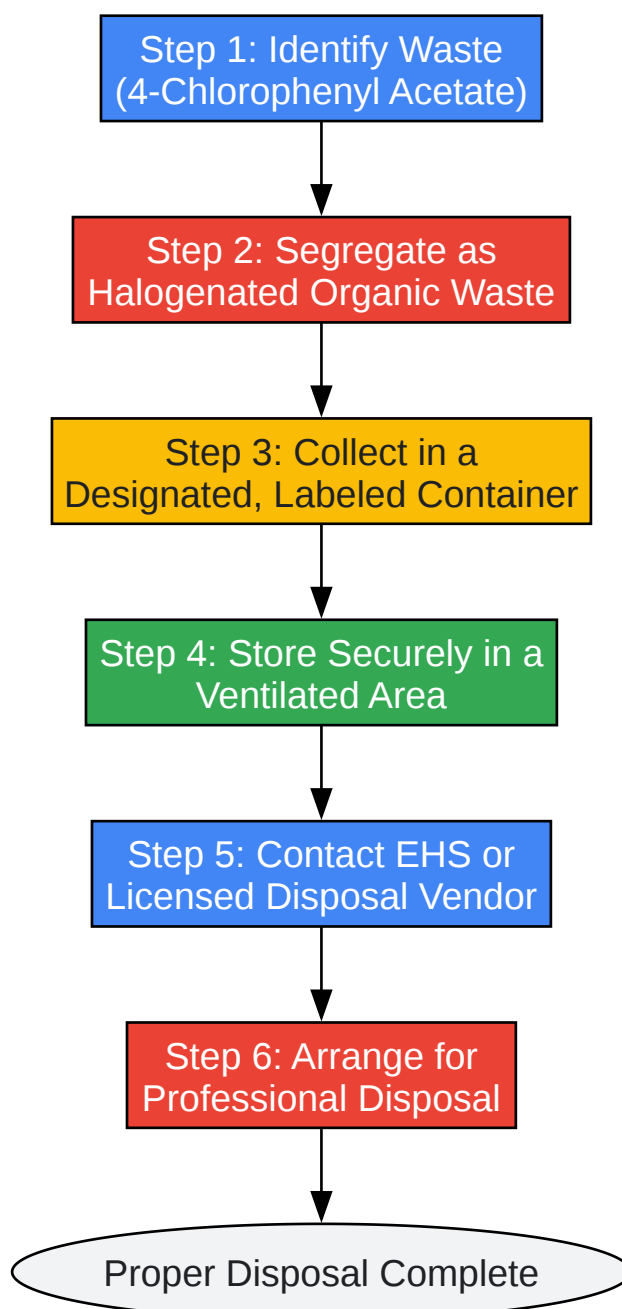 Step 1: Identify Waste
(4-Chlorophenyl Acetate)
Step 2: Segregate as
Halogenated Organic Waste
Step 3: Collect in a
Designated, Labeled Container
Step 4: Store Securely in a
Ventilated Area
Step 5: Contact EHS or
Licensed Disposal Vendor
Step 6: Arrange for
Professional Disposal
Proper Disposal Complete